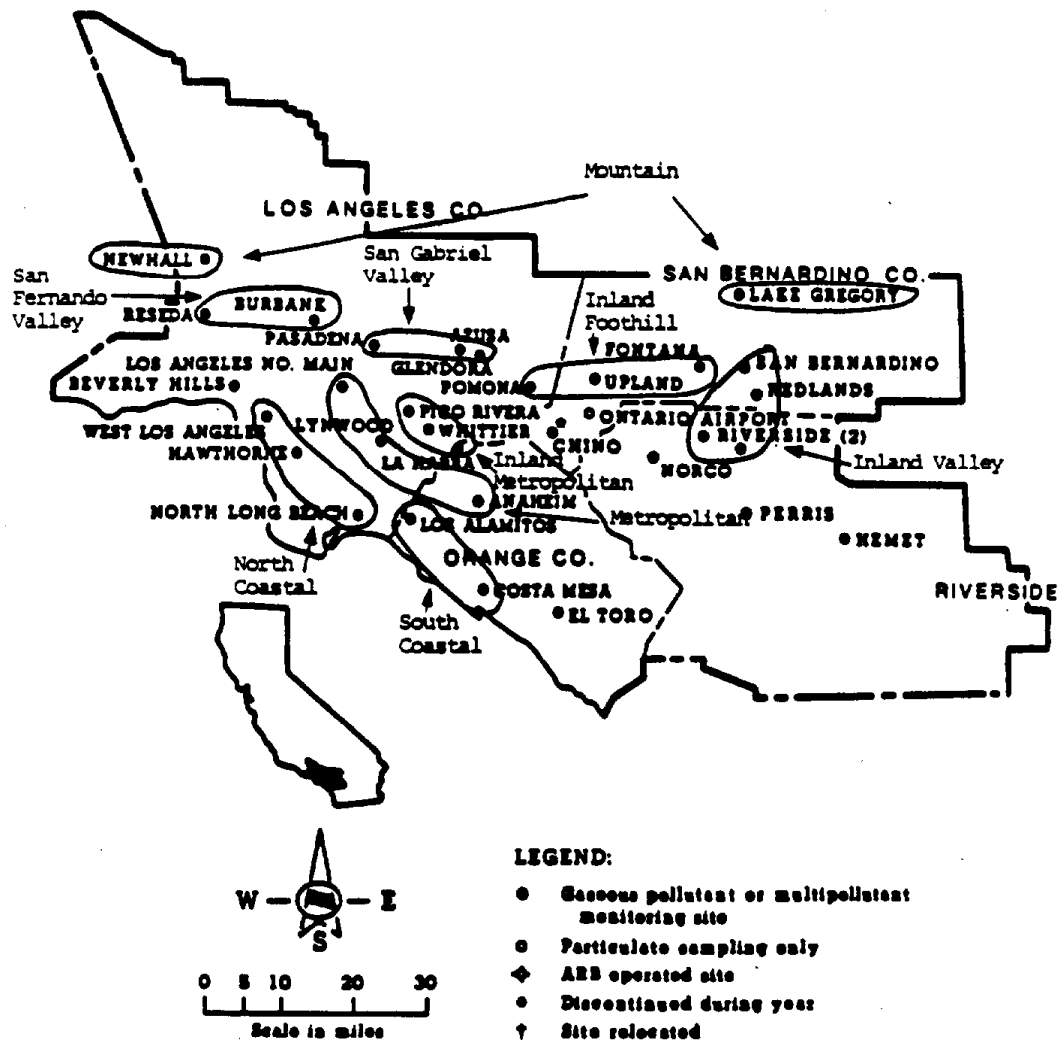 Mountain
LOS ANGELES CO.
San Gabriel
Valley
NEWHALL
San
Fernando
Valley
SAN BERNARDINO CO.
LAKE GREGORY
BURBANK
RESEDA
Inland
Foothill
PASADENA
AZUSA
GLENDORA
FONTANA
SAN BERNARDINO
LOS ANGELES NO. MAIN
BEVERLY HILLS
POMONA
UPLAND
REDLANDS
PICO RIVERA
ONTARIO AIRPORT
WEST LOS ANGELES
LYNWOOD
WHITTIER
CHINO
RIVERSIDE (2)
HAWTHORNE
LA HABRA
NORCO
Inland Valley
Inland
Metropolitan
ANAHEIM
NORTH LONG BEACH
LOS ALAMITOS
Metropolitan
PERRIS
HEMET
ORANGE CO.
North
Coastal
COSTA MESA
RIVERSIDE
EL TORO
South
Coastal
LEGEND:
Gaseous pollutant or multipollutant
monitoring site
Particulate sampling only
ARB operated site
Discontinued during year
† Site relocated
W E
S
0 5 10 20 30
Scale in miles